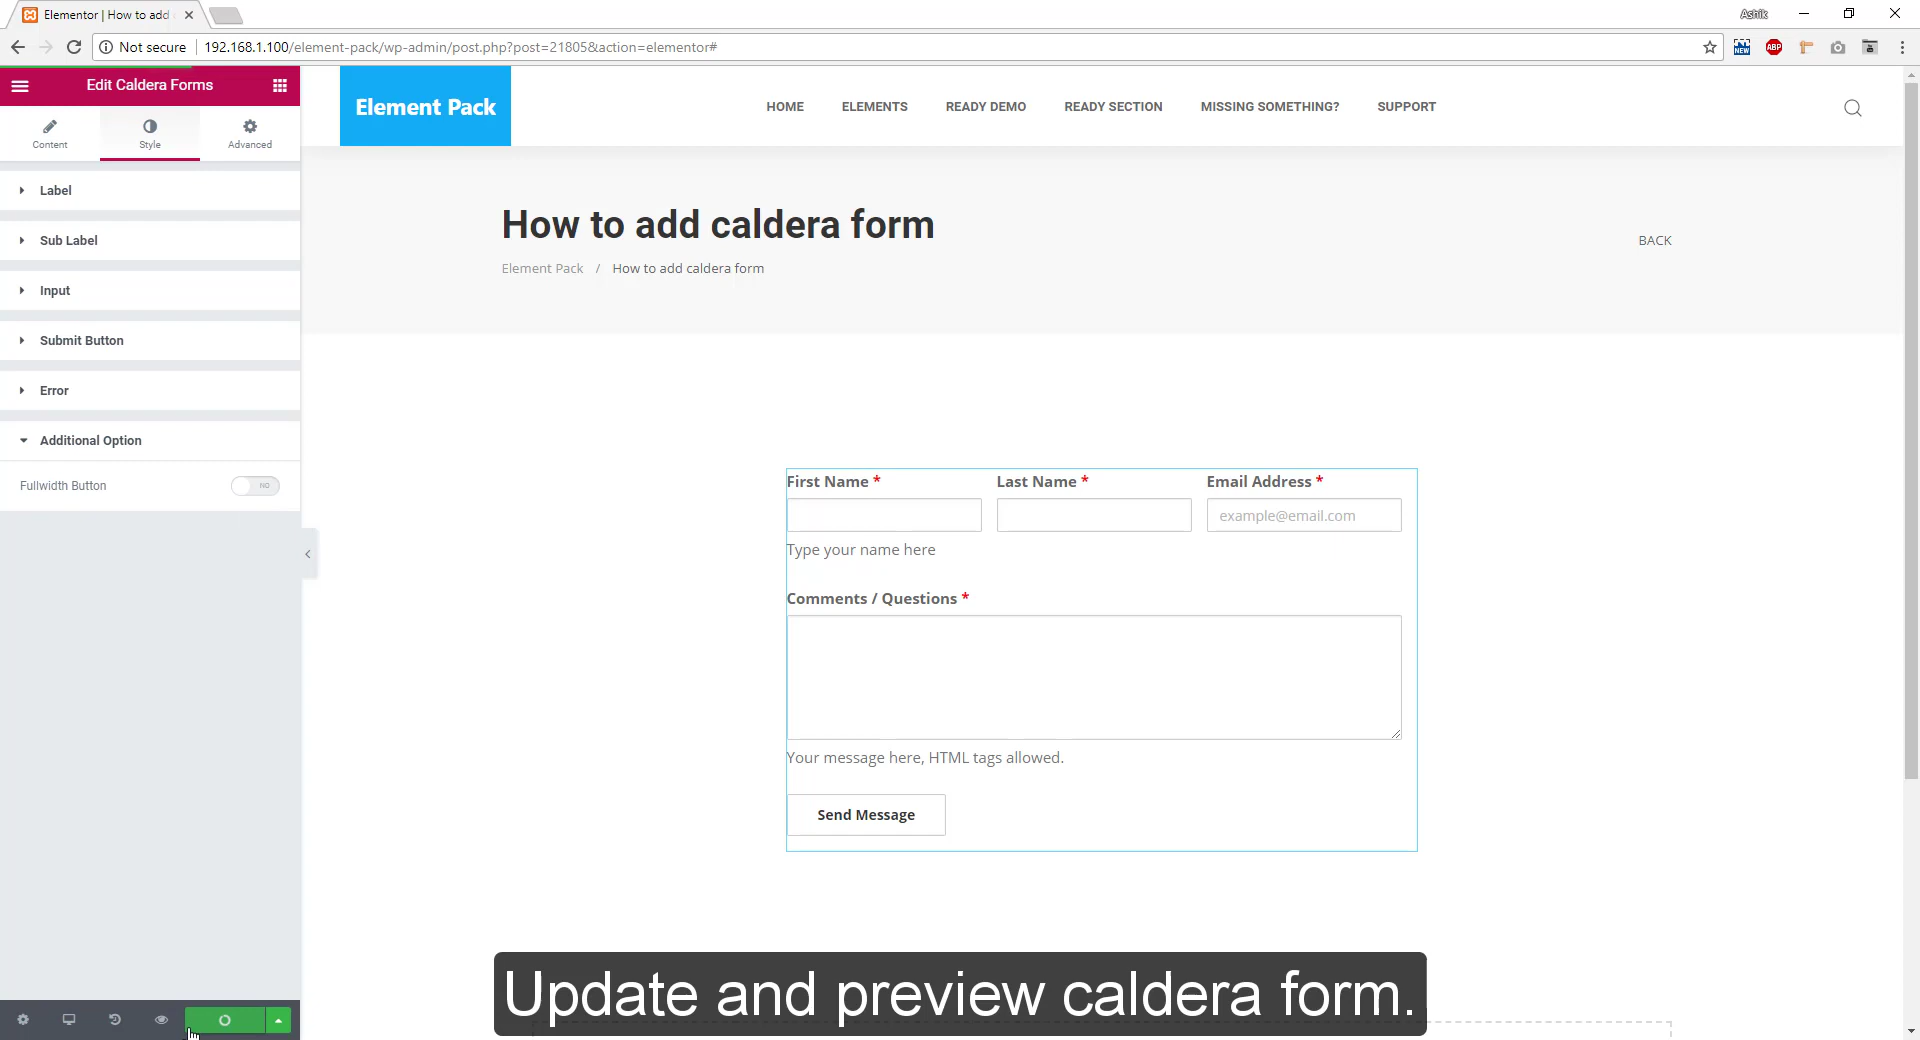 Elementor | How to add
Ashik
Not secure
192.168.1.100/element-pack/wp-admin/post.php?post=21805&action=elementor#
NEW
ABP
Edit Caldera Forms
Content
Style
Advanced
Label
Sub Label
Input
Submit Button
Error
Additional Option
Fullwidth Button
NO
Element Pack
HOME
ELEMENTS
READY DEMO
READY SECTION
MISSING SOMETHING?
SUPPORT
How to add caldera form
Element Pack / How to add caldera form
BACK
First Name *
Last Name *
Email Address *
example@email.com
Type your name here
Comments / Questions *
Your message here, HTML tags allowed.
Send Message
Update and preview caldera form.